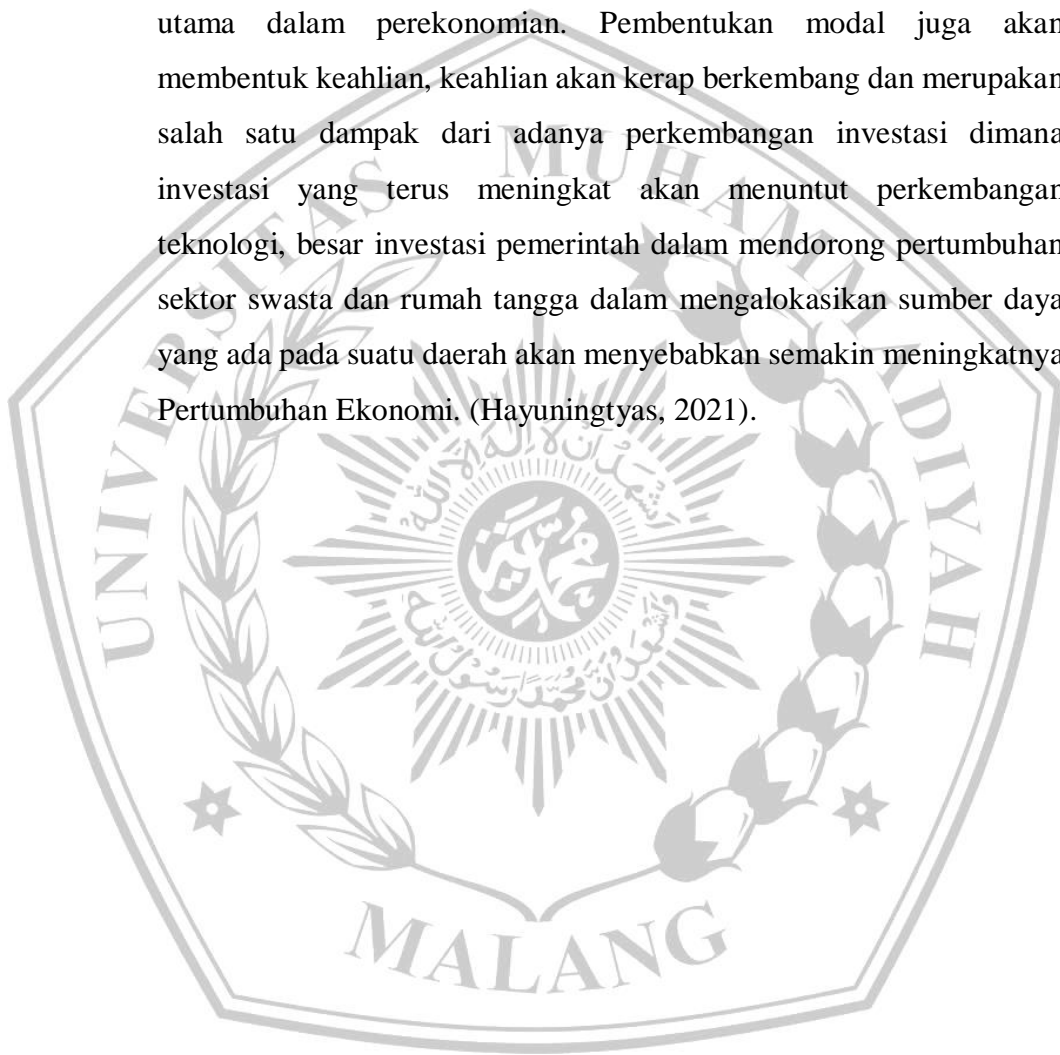 utama dalam perekonomian. Pembentukan modal juga akan
membentuk keahlian, keahlian akan kerap berkembang dan merupakan
salah satu dampak dari adanya perkembangan investasi dimana
investasi yang terus meningkat akan menuntut perkembangan
teknologi, besar investasi pemerintah dalam mendorong pertumbuhan
sektor swasta dan rumah tangga dalam mengalokasikan sumber daya
yang ada pada suatu daerah akan menyebabkan semakin meningkatnya
Pertumbuhan Ekonomi. (Hayuningtyas, 2021).
UNIVERSITAS MUHAMMADIYAH
MALANG